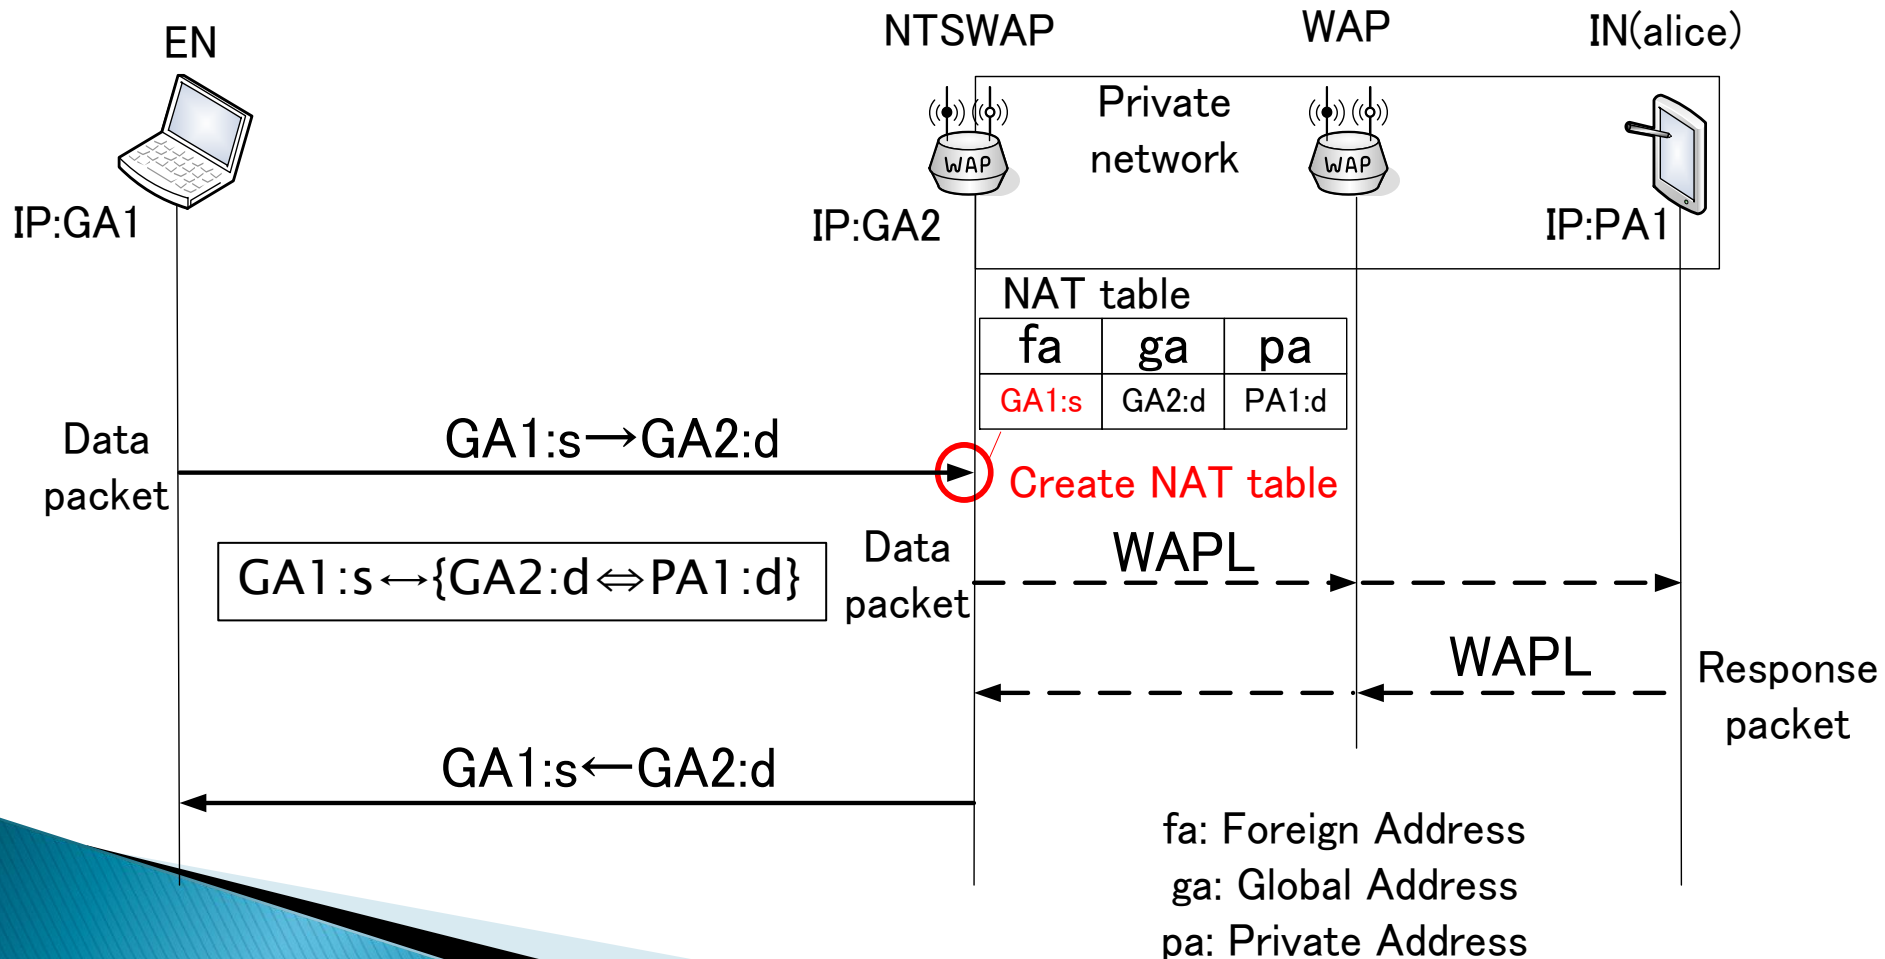 EN
NTSWAP
WAP
IN(alice)
Private
network
WAP
WAP
IP:GA1
IP:GA2
IP:PA1
NAT table
fa ga pa
GA1:s GA2:d PA1:d
Data
packet
GA1:s→GA2:d
Create NAT table
GA1:s↔{GA2:d⇔PA1:d}
Data
packet
WAPL
WAPL
Response
packet
GA1:s←GA2:d
fa: Foreign Address
ga: Global Address
pa: Private Address